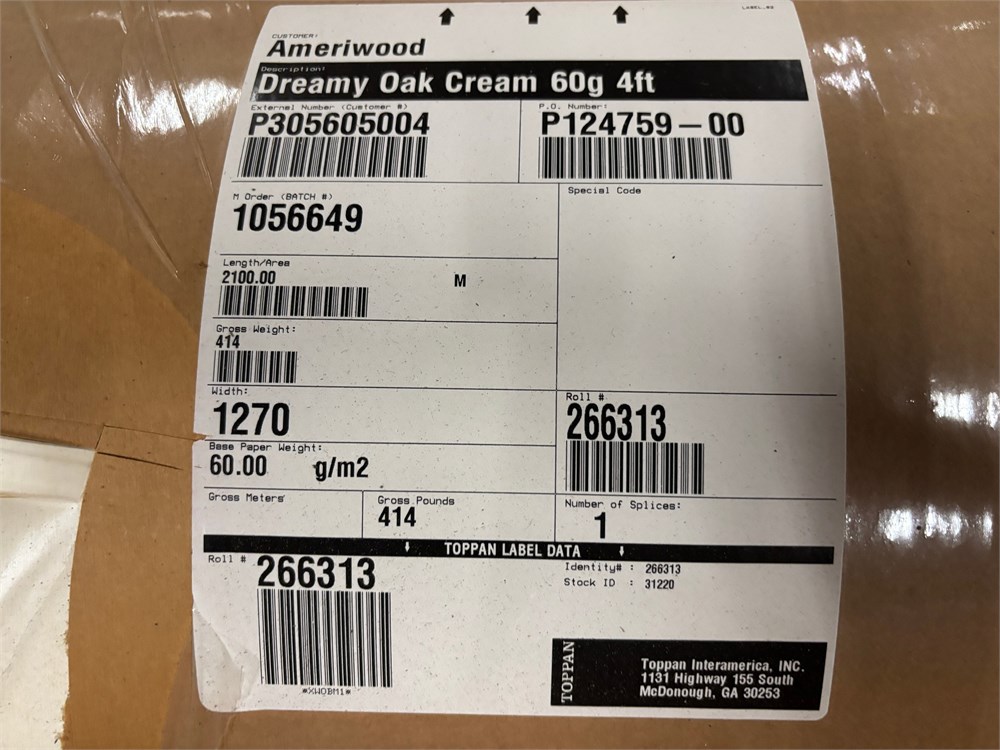 LABEL_02
CUSTOMER:
Ameriwood
Description:
Dreamy Oak Cream 60g 4ft
External Number (Customer #)
P305605004
P.O. Number:
P124759-00
M Order (BATCH #)
1056649
Special Code
Length/Area
2100.00 M
Gross Weight:
414
Width:
1270
Roll #
266313
Base Paper Weight:
60.00 g/m2
Gross Meters
Gross Pounds
414
Number of Splices:
1
TOPPAN LABEL DATA
Roll # 266313
Identity# : 266313
Stock ID : 31220
*XWOBM1*
TOPPAN
Toppan Interamerica, INC.
1131 Highway 155 South
McDonough, GA 30253